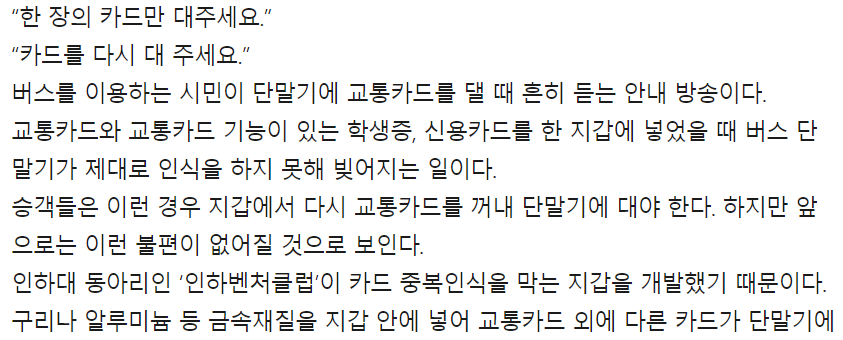 “한 장의 카드만 대주세요.”
“카드를 다시 대 주세요.”
버스를 이용하는 시민이 단말기에 교통카드를 댈 때 흔히 듣는 안내 방송이다.
교통카드와 교통카드 기능이 있는 학생증, 신용카드를 한 지갑에 넣었을 때 버스 단
말기가 제대로 인식을 하지 못해 빚어지는 일이다.
승객들은 이런 경우 지갑에서 다시 교통카드를 꺼내 단말기에 대야 한다. 하지만 앞
으로는 이런 불편이 없어질 것으로 보인다.
인하대 동아리인 ‘인하벤처클럽’이 카드 중복인식을 막는 지갑을 개발했기 때문이다.
구리나 알루미늄 등 금속재질을 지갑 안에 넣어 교통카드 외에 다른 카드가 단말기에